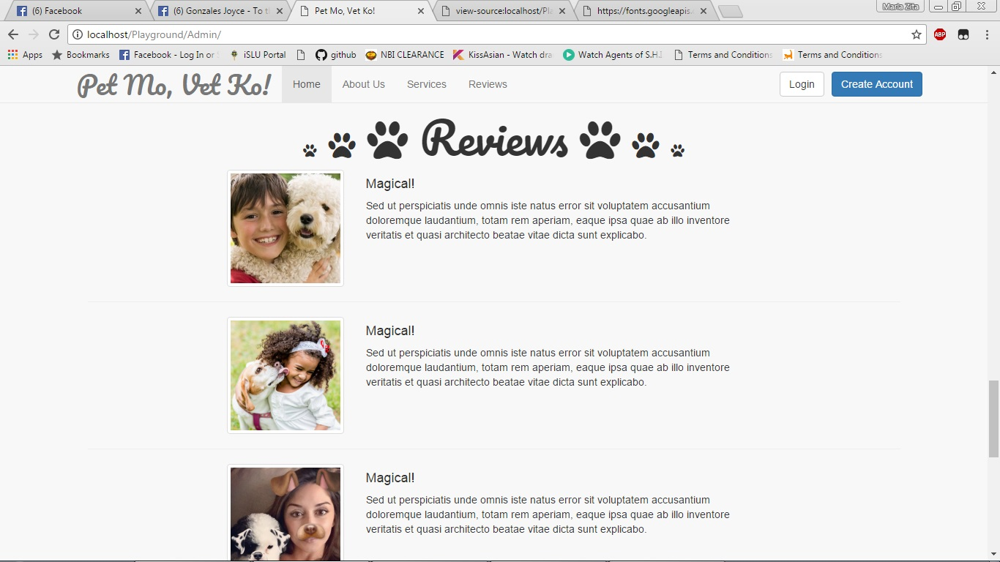 (6) Facebook
(6) Gonzales Joyce - To t
Pet Mo, Vet Ko!
view-source:localhost/Pl
https://fonts.googleapis.
Maria Zita
localhost/Playground/Admin/
Apps
Bookmarks
Facebook - Log In or S
iSLU Portal
github
NBI CLEARANCE
KissAsian - Watch dra
Watch Agents of S.H.I
Terms and Conditions
Terms and Conditions
Pet Mo, Vet Ko!
Home
About Us
Services
Reviews
Login
Create Account
Reviews
Magical!
Sed ut perspiciatis unde omnis iste natus error sit voluptatem accusantium
doloremque laudantium, totam rem aperiam, eaque ipsa quae ab illo inventore
veritatis et quasi architecto beatae vitae dicta sunt explicabo.
Magical!
Sed ut perspiciatis unde omnis iste natus error sit voluptatem accusantium
doloremque laudantium, totam rem aperiam, eaque ipsa quae ab illo inventore
veritatis et quasi architecto beatae vitae dicta sunt explicabo.
Magical!
Sed ut perspiciatis unde omnis iste natus error sit voluptatem accusantium
doloremque laudantium, totam rem aperiam, eaque ipsa quae ab illo inventore
veritatis et quasi architecto beatae vitae dicta sunt explicabo.